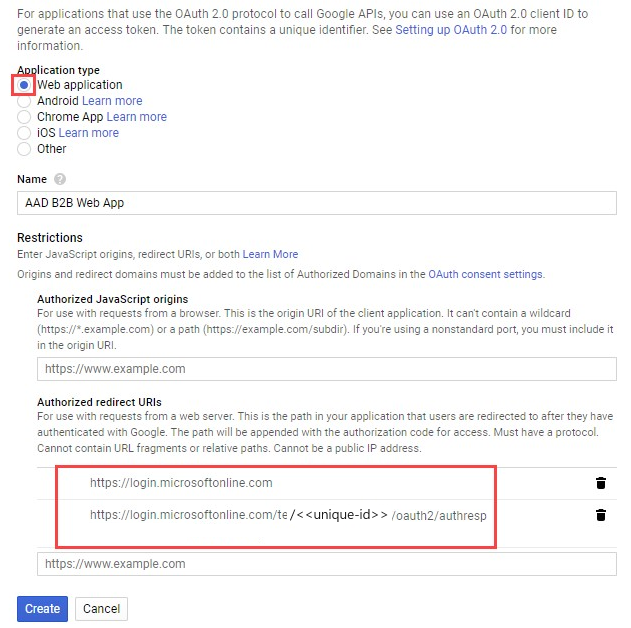 For applications that use the OAuth 2.0 protocol to call Google APIs, you can use an OAuth 2.0 client ID to
generate an access token. The token contains a unique identifier. See Setting up OAuth 2.0 for more
information.
Application type
Web application
Android Learn more
Chrome App Learn more
iOS Learn more
Other
Name ?
AAD B2B Web App
Restrictions
Enter JavaScript origins, redirect URIs, or both Learn More
Origins and redirect domains must be added to the list of Authorized Domains in the OAuth consent settings.
Authorized JavaScript origins
For use with requests from a browser. This is the origin URI of the client application. It can't contain a wildcard
(https://*.example.com) or a path (https://example.com/subdir). If you're using a nonstandard port, you must include it
in the origin URI.
https://www.example.com
Authorized redirect URIs
For use with requests from a web server. This is the path in your application that users are redirected to after they have
authenticated with Google. The path will be appended with the authorization code for access. Must have a protocol.
Cannot contain URL fragments or relative paths. Cannot be a public IP address.
https://login.microsoftonline.com
https://login.microsoftonline.com/te/<<unique-id>> /oauth2/authresp
https://www.example.com
Create Cancel